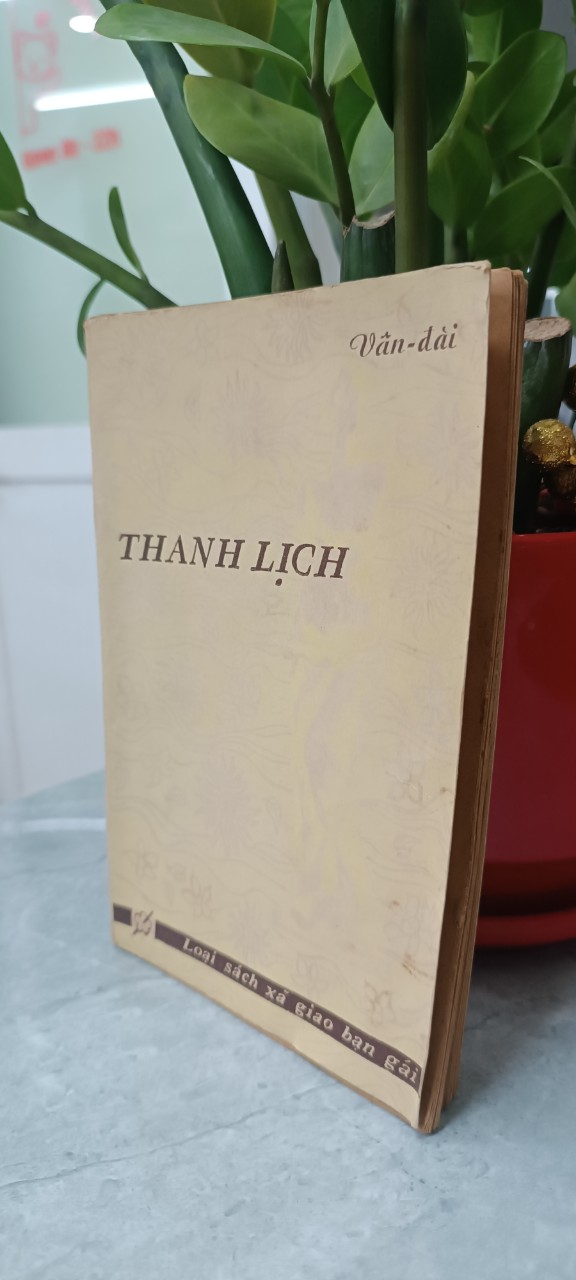 Vân-đài
THANH LỊCH
Loại sách xã giao bạn gái